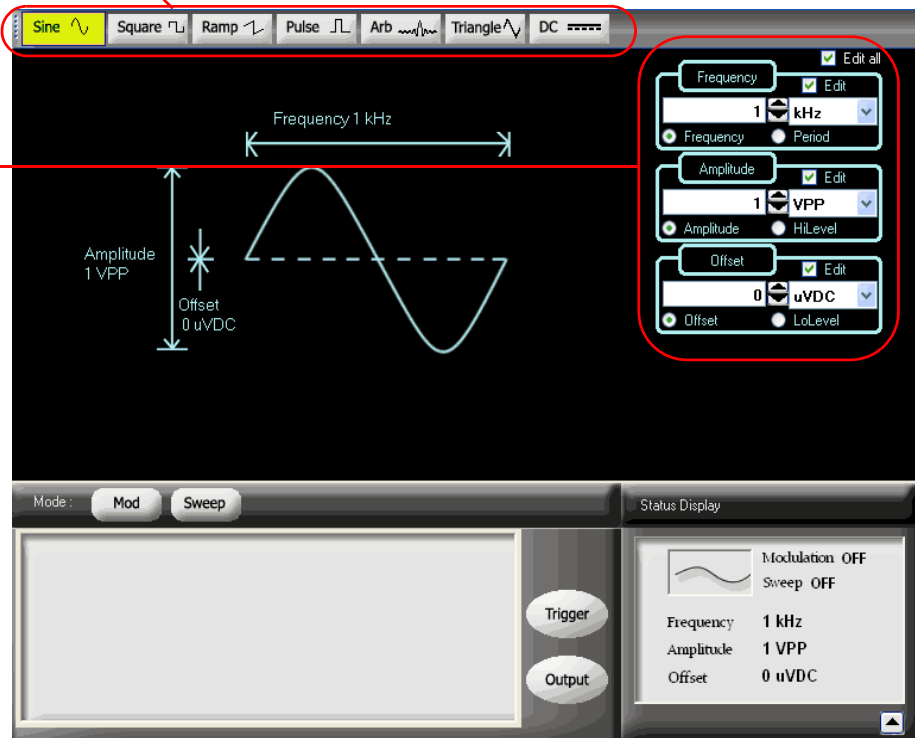 Sine Square Ramp Pulse Arb Triangle DC
Edit all
Frequency Edit
1 kHz
Frequency Period
Amplitude Edit
1 VPP
Amplitude HiLevel
Offset Edit
0 uVDC
Offset LoLevel
Frequency 1 kHz
Amplitude
1 VPP
Offset
0 uVDC
Mode : Mod Sweep
Trigger
Output
Status Display
Modulation OFF
Sweep OFF
Frequency 1 kHz
Amplitude 1 VPP
Offset 0 uVDC